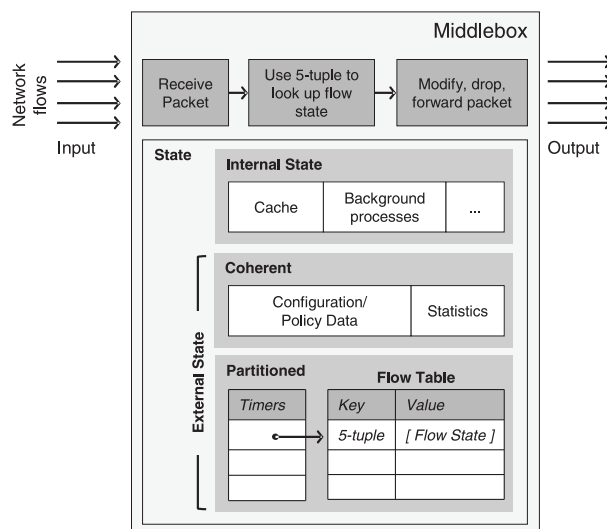 Middlebox
Network
flows
Input
Receive
Packet
Use 5-tuple to
look up flow
state
Modify, drop,
forward packet
Output
State
Internal State
Cache
Background
processes
...
External State
Coherent
Configuration/
Policy Data
Statistics
Partitioned
Timers
Flow Table
Key
Value
5-tuple
[ Flow State ]